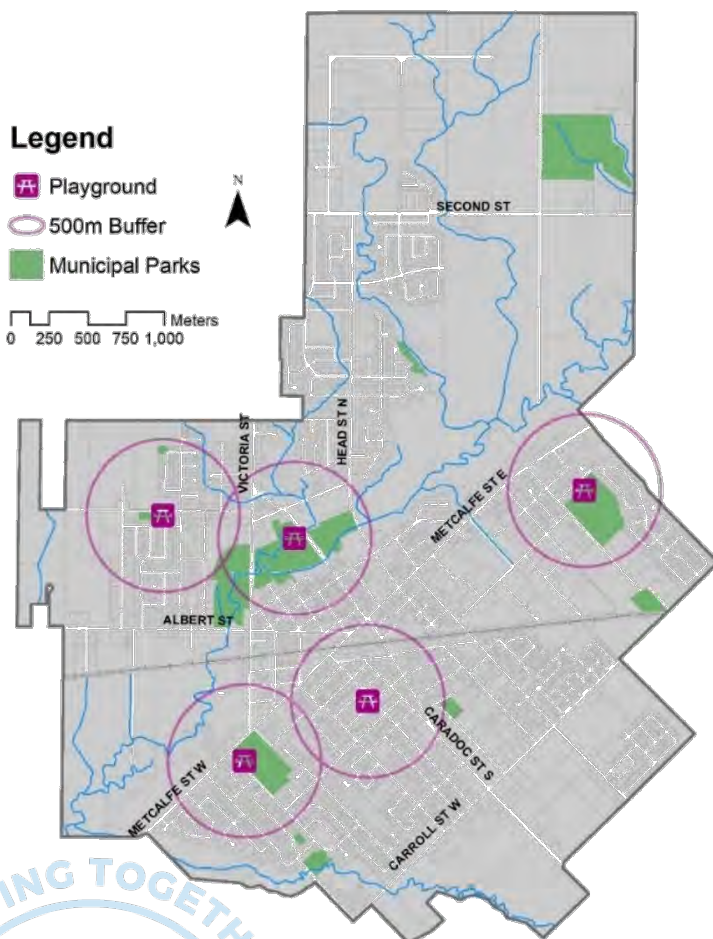 Legend
N
Playground
500m Buffer
Municipal Parks
Meters
0 250 500 750 1,000
SECOND ST
VICTORIA ST
HEAD ST N
METCALFE ST E
ALBERT ST
CARADOC ST S
METCALFE ST W
CARROLL ST W
ING TOGETH